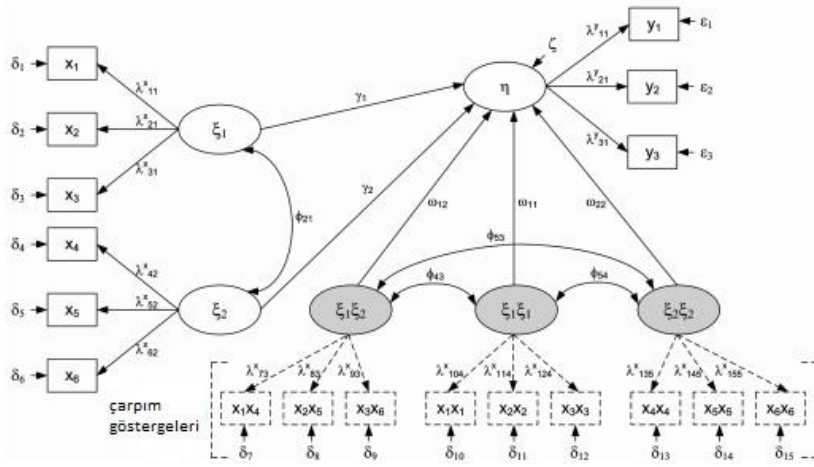 δ₁ x₁ λˣ₁₁
δ₂ x₂ λˣ₂₁
δ₃ x₃ λˣ₃₁
ξ₁
δ₄ x₄ λˣ₄₂
δ₅ x₅ λˣ₅₂
δ₆ x₆ λˣ₆₂
ξ₂
ϕ₂₁
γ₁
γ₂
η
ζ
λʸ₁₁ y₁ ε₁
λʸ₂₁ y₂ ε₂
λʸ₃₁ y₃ ε₃
ω₁₂ ω₁₁ ω₂₂
ϕ₅₃
ϕ₄₃ ϕ₅₄
ξ₁ξ₂ ξ₁ξ₁ ξ₂ξ₂
λˣ₇₃ λˣ₈₃ λˣ₉₃ λˣ₁₀₄ λˣ₁₁₄ λˣ₁₂₄ λˣ₁₃₅ λˣ₁₄₅ λˣ₁₅₅
çarpım
göstergeleri
x₁x₄ x₂x₅ x₃x₆ x₁x₁ x₂x₂ x₃x₃ x₄x₄ x₅x₅ x₆x₆
δ₇ δ₈ δ₉ δ₁₀ δ₁₁ δ₁₂ δ₁₃ δ₁₄ δ₁₅